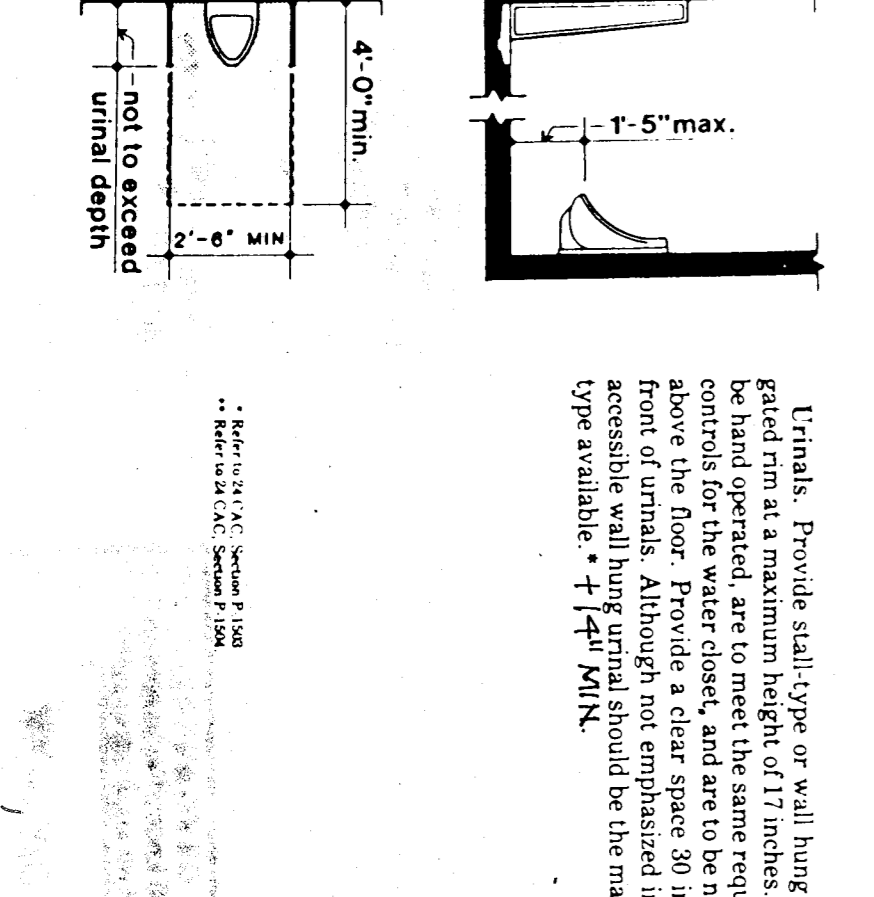 4'-0"min.
not to exceed
urinal depth
2'-6" MIN
1'-5"max.
Urinals. Provide stall-type or wall hung
gated rim at a maximum height of 17 inches.
be hand operated, are to meet the same requ
controls for the water closet, and are to be n
above the floor. Provide a clear space 30 i
front of urinals. Although not emphasized i
accessible wall hung urinal should be the ma
type available.* + 14" MIN.
* Refer to 24 CAC, Section P-1503
** Refer to 24 CAC, Section P-1504